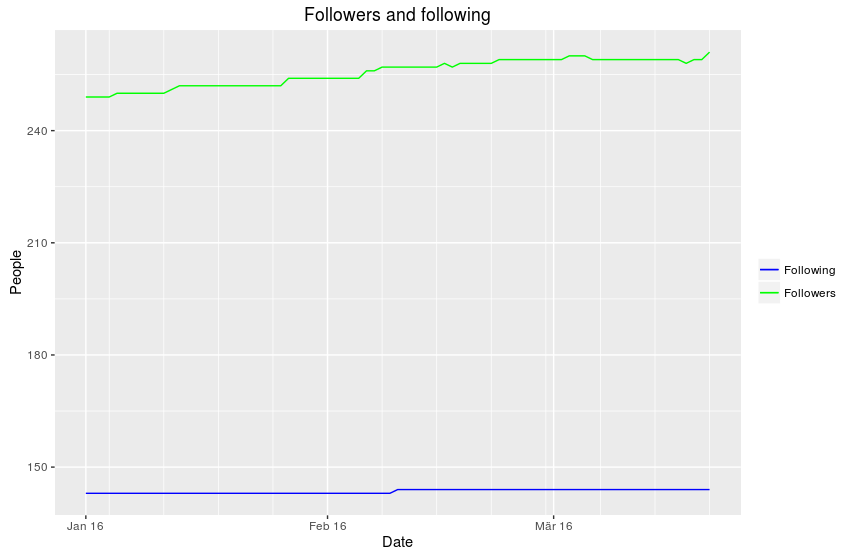 Followers and following
240
210
180
150
People
Jan 16
Feb 16
Mär 16
Date
Following
Followers